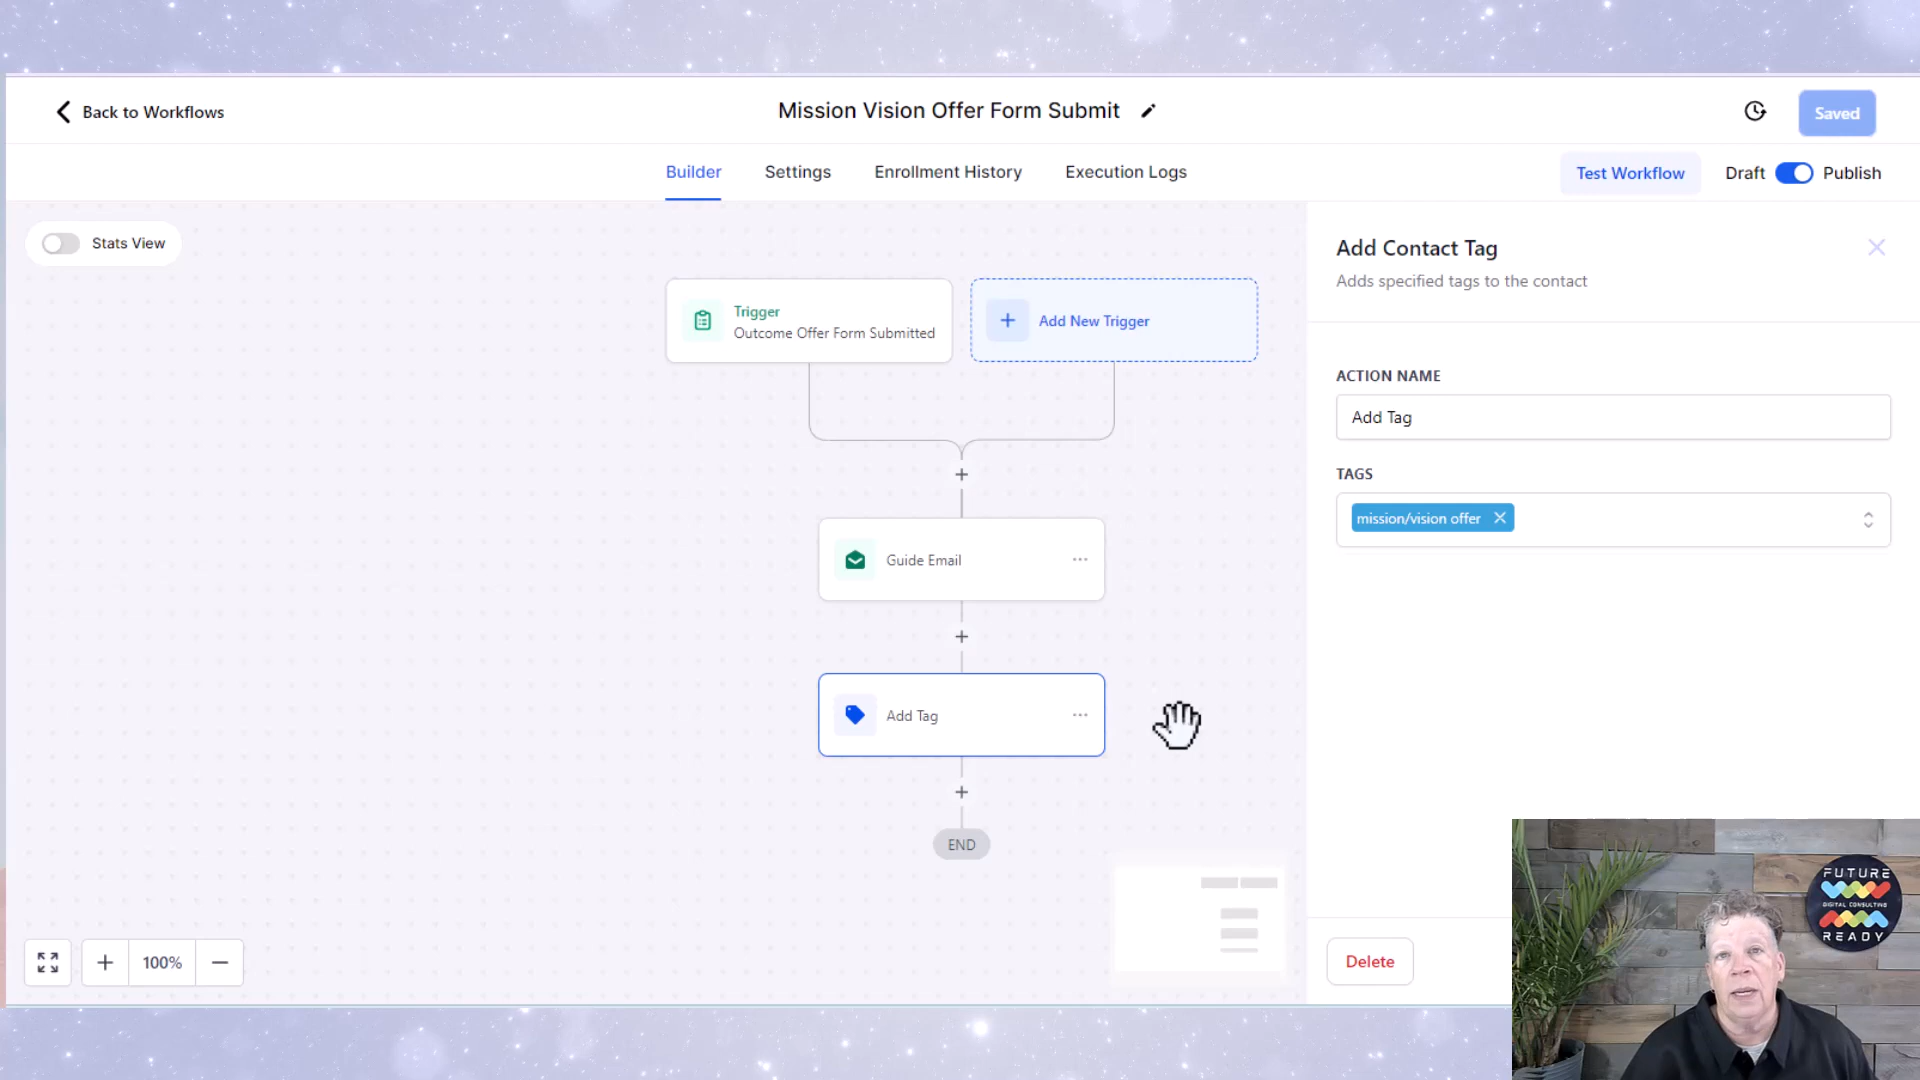 Back to Workflows
Mission Vision Offer Form Submit
Saved
Builder
Settings
Enrollment History
Execution Logs
Test Workflow
Draft
Publish
Stats View
Trigger
Outcome Offer Form Submitted
Add New Trigger
Guide Email
Add Tag
END
100%
Add Contact Tag
Adds specified tags to the contact
ACTION NAME
Add Tag
TAGS
mission/vision offer
Delete
FUTURE
DIGITAL CONSULTING
READY